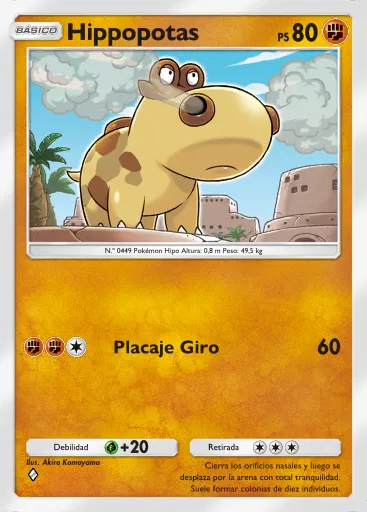 BÁSICO Hippopotas PS 80
N.º 0449 Pokémon Hipo Altura: 0,8 m Peso: 49,5 kg
Placaje Giro 60
Debilidad +20 Retirada
Ilus. Akira Komayama
Cierra los orificios nasales y luego se
desplaza por la arena con total tranquilidad.
Suele formar colonias de diez individuos.